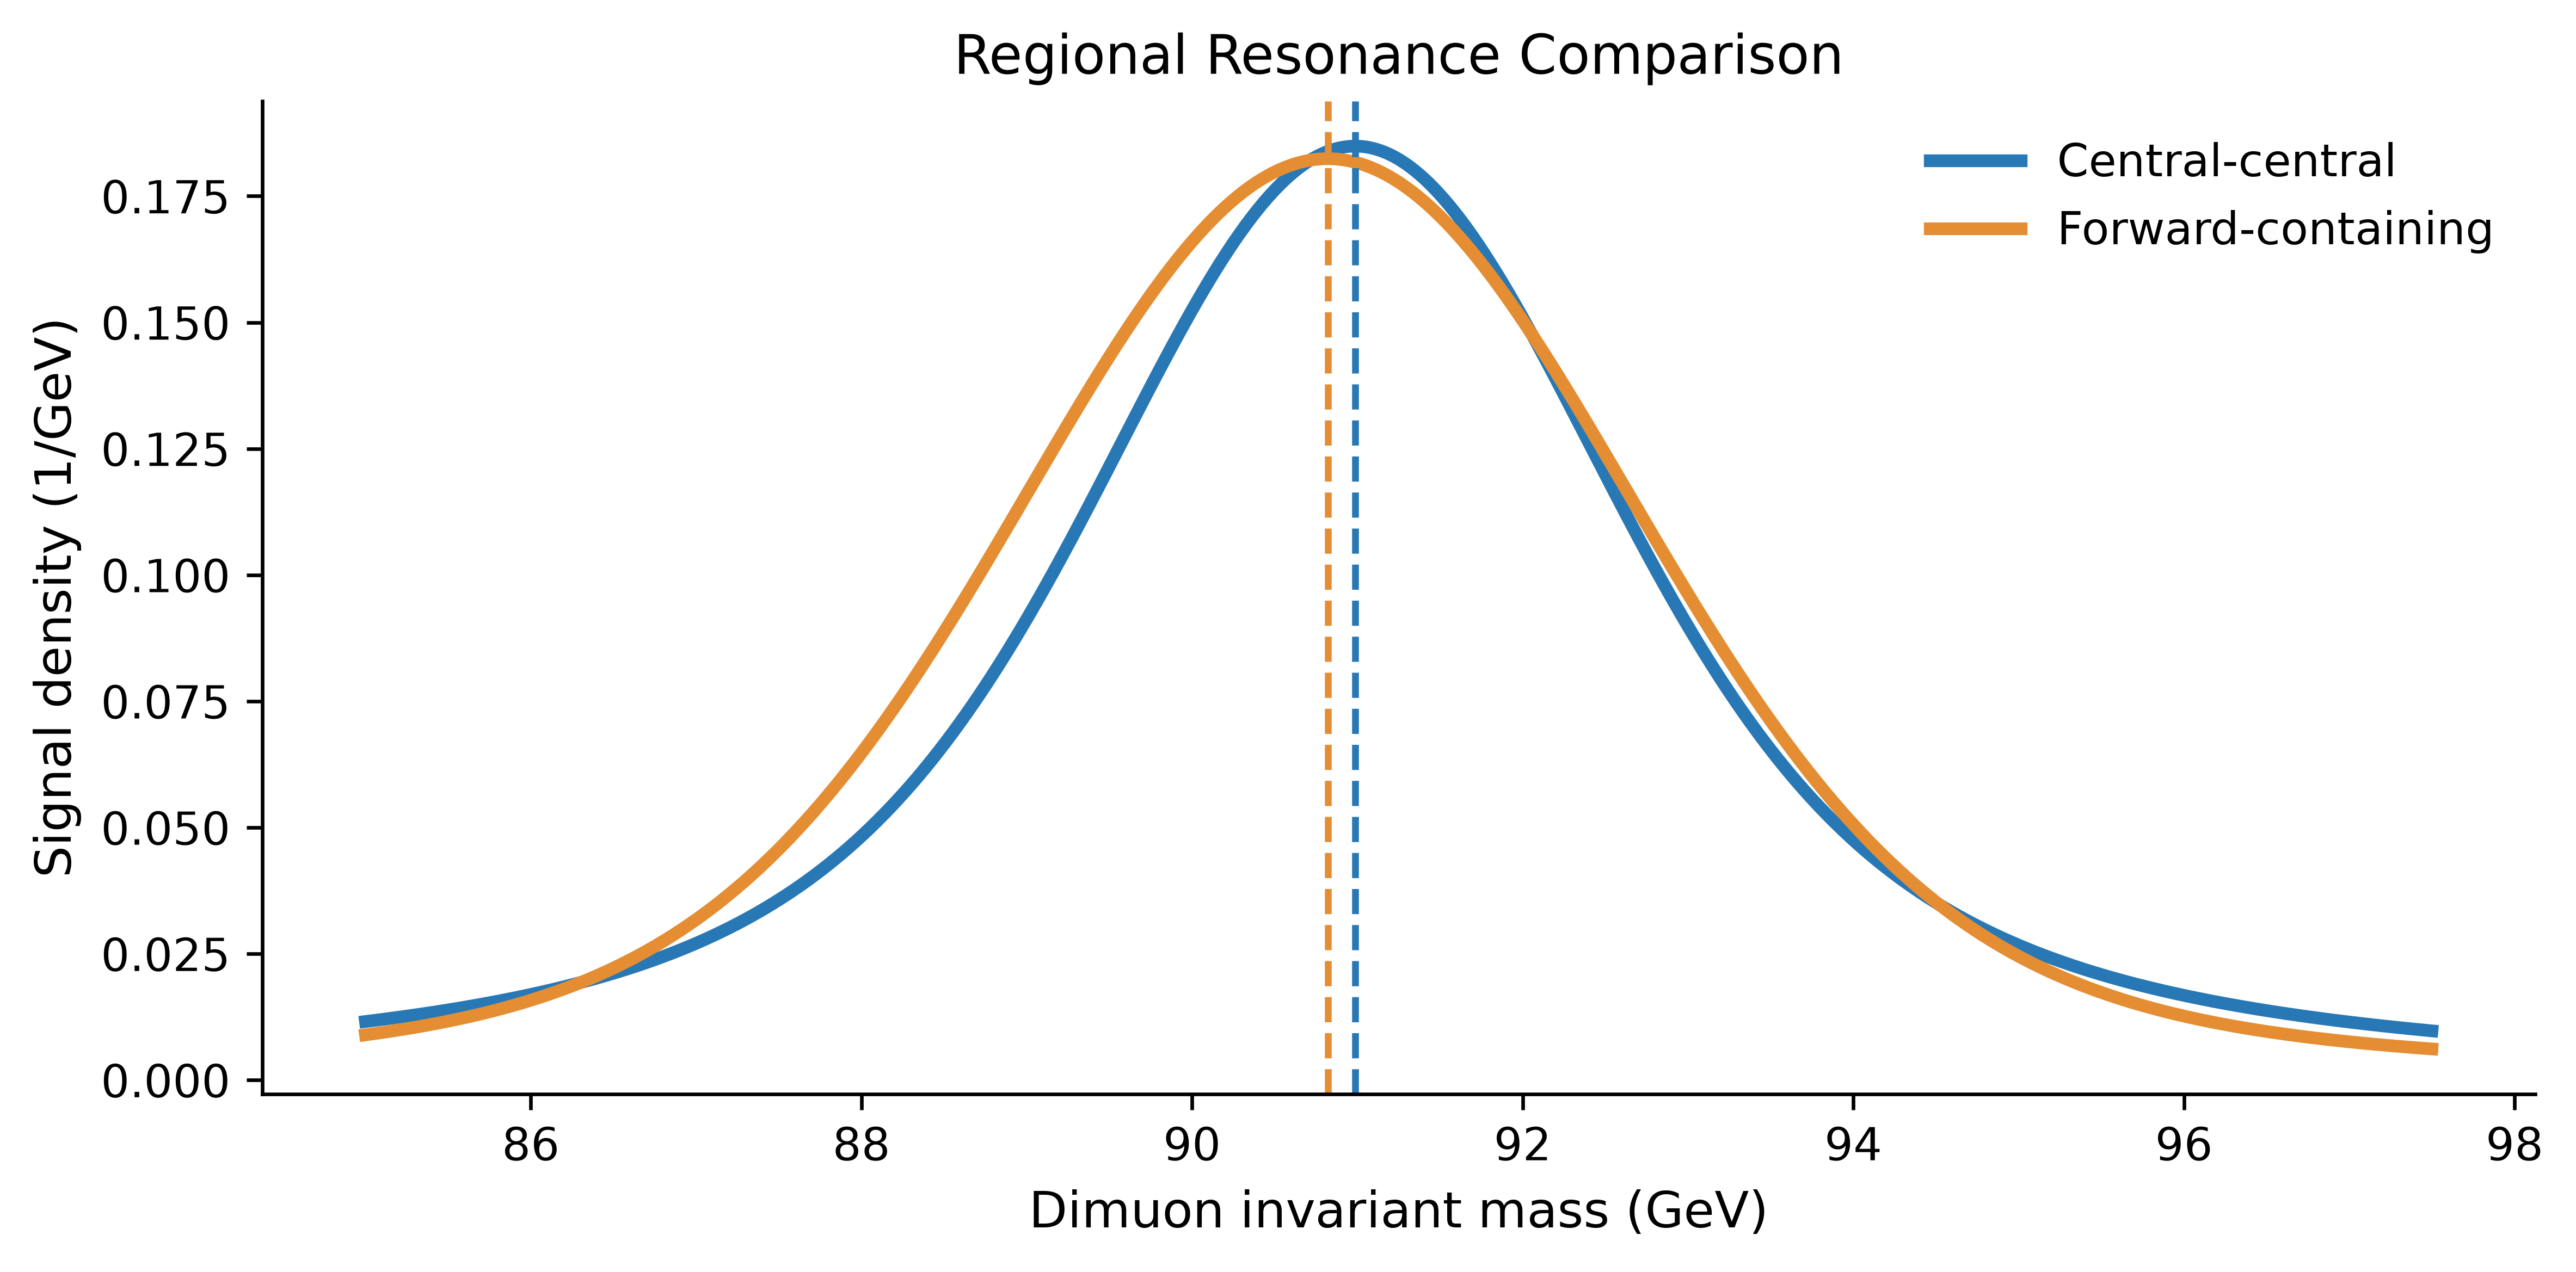 Regional Resonance Comparison
Central-central
Forward-containing
Signal density (1/GeV)
0.175
0.150
0.125
0.100
0.075
0.050
0.025
0.000
86 88 90 92 94 96 98
Dimuon invariant mass (GeV)